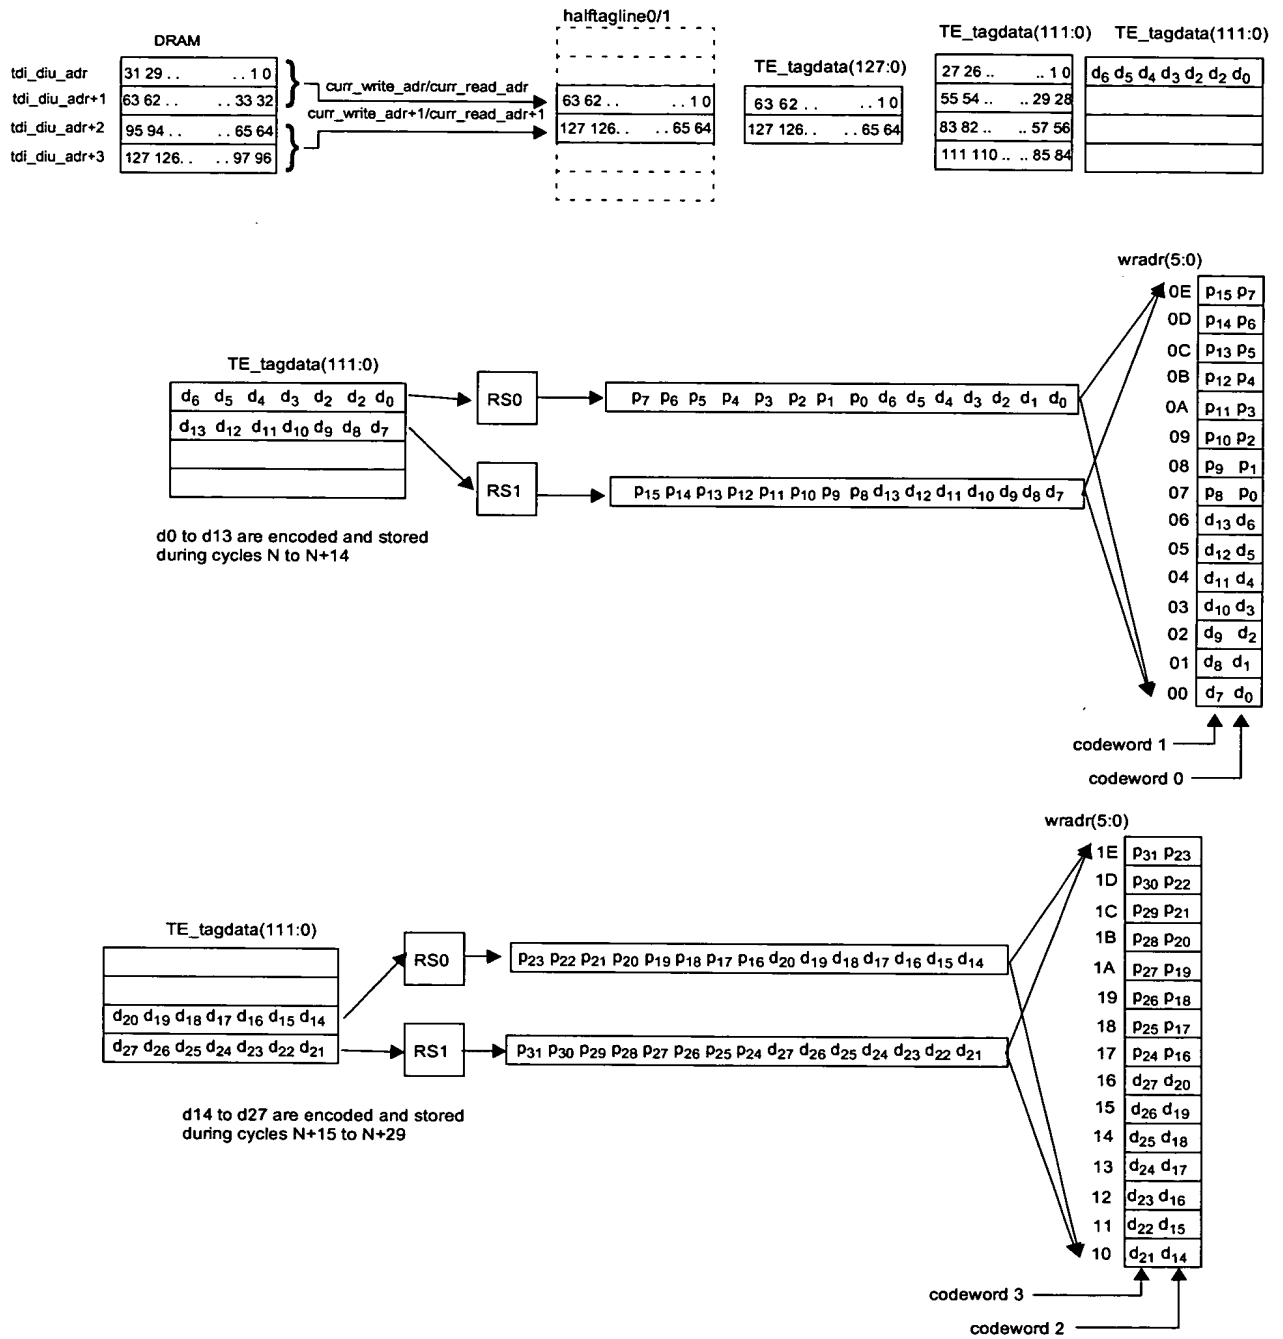 halftagline0/1
DRAM
TE_tagdata(111:0) TE_tagdata(111:0)
TE_tagdata(127:0)
tdi_diu_adr 31 29 . . . . 1 0
tdi_diu_adr+1 63 62 . . . . 33 32
tdi_diu_adr+2 95 94 . . . . 65 64
tdi_diu_adr+3 127 126. . . . 97 96
curr_write_adr/curr_read_adr
curr_write_adr+1/curr_read_adr+1
63 62 . . . . 1 0
127 126. . . . 65 64
63 62 . . . . 1 0
127 126. . . . 65 64
27 26 .. .. 1 0
55 54 .. .. 29 28
83 82 .. .. 57 56
111 110 .. .. 85 84
d6 d5 d4 d3 d2 d2 d0
wradr(5:0)
0E p15 p7
0D p14 p6
0C p13 p5
0B p12 p4
0A p11 p3
09 p10 p2
08 p9 p1
07 p8 p0
06 d13 d6
05 d12 d5
04 d11 d4
03 d10 d3
02 d9 d2
01 d8 d1
00 d7 d0
codeword 1
codeword 0
TE_tagdata(111:0)
d6 d5 d4 d3 d2 d2 d0
d13 d12 d11 d10 d9 d8 d7
RS0
p7 p6 p5 p4 p3 p2 p1 p0 d6 d5 d4 d3 d2 d1 d0
RS1
p15 p14 p13 p12 p11 p10 p9 p8 d13 d12 d11 d10 d9 d8 d7
d0 to d13 are encoded and stored
during cycles N to N+14
wradr(5:0)
1E p31 p23
1D p30 p22
1C p29 p21
1B p28 p20
1A p27 p19
19 p26 p18
18 p25 p17
17 p24 p16
16 d27 d20
15 d26 d19
14 d25 d18
13 d24 d17
12 d23 d16
11 d22 d15
10 d21 d14
codeword 3
codeword 2
TE_tagdata(111:0)
d20 d19 d18 d17 d16 d15 d14
d27 d26 d25 d24 d23 d22 d21
RS0
p23 p22 p21 p20 p19 p18 p17 p16 d20 d19 d18 d17 d16 d15 d14
RS1
p31 p30 p29 p28 p27 p26 p25 p24 d27 d26 d25 d24 d23 d22 d21
d14 to d27 are encoded and stored
during cycles N+15 to N+29